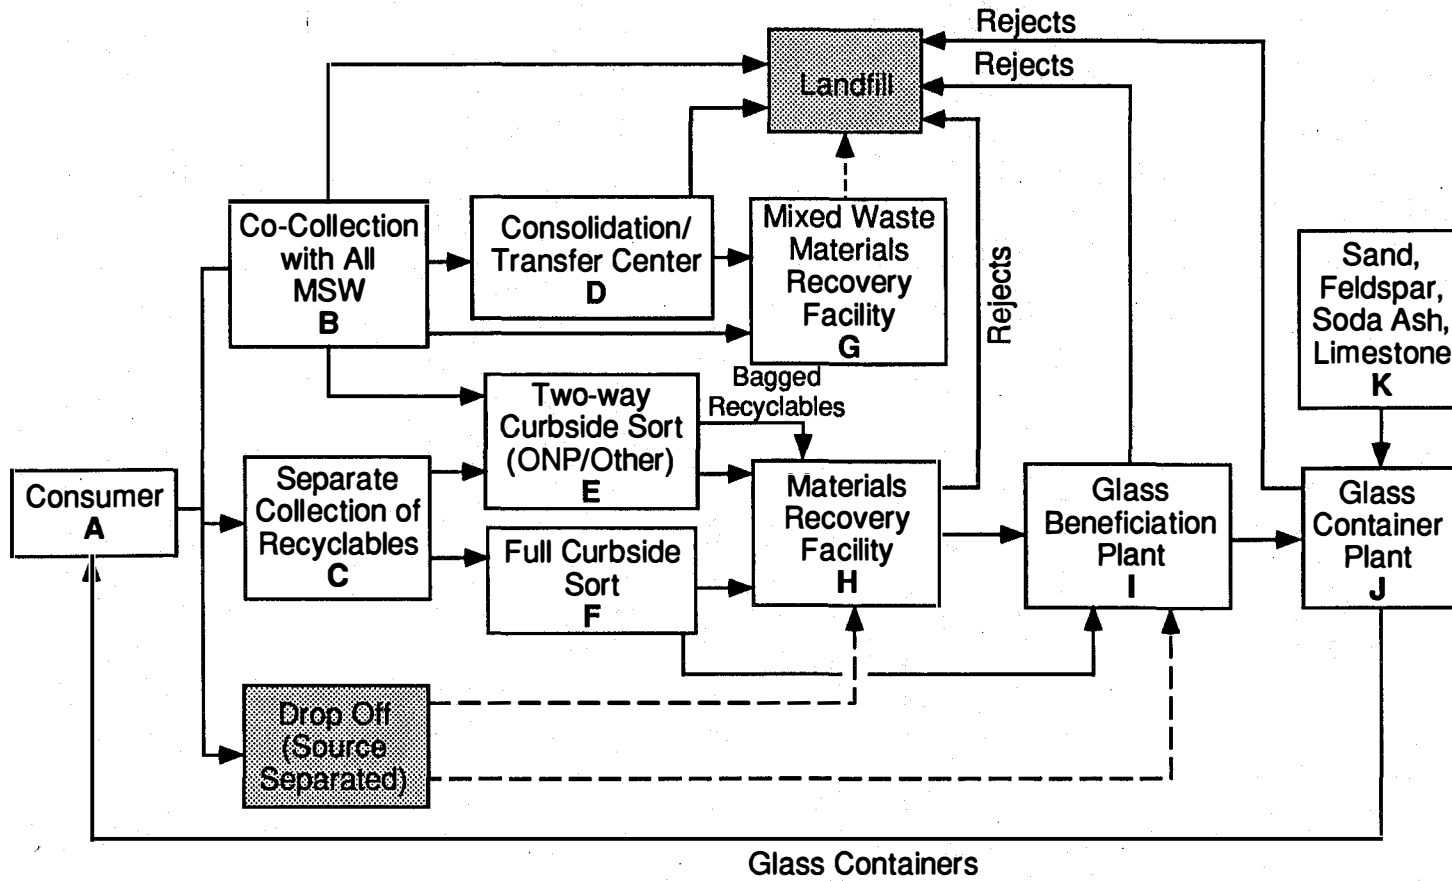 Rejects
Rejects
Landfill
Co-Collection
with All
MSW
B
Consolidation/
Transfer Center
D
Mixed Waste
Materials
Recovery
Facility
G
Rejects
Sand,
Feldspar,
Soda Ash,
Limestone
K
Bagged
Recyclables
Two-way
Curbside Sort
(ONP/Other)
E
Consumer
A
Separate
Collection of
Recyclables
C
Full Curbside
Sort
F
Materials
Recovery
Facility
H
Glass
Beneficiation
Plant
I
Glass
Container
Plant
J
Drop Off
(Source
Separated)
Glass Containers